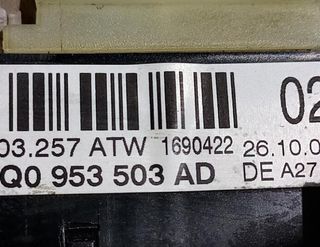 02
03.257 ATW 1690422 26.10.0
Q0 953 503 AD DE A27